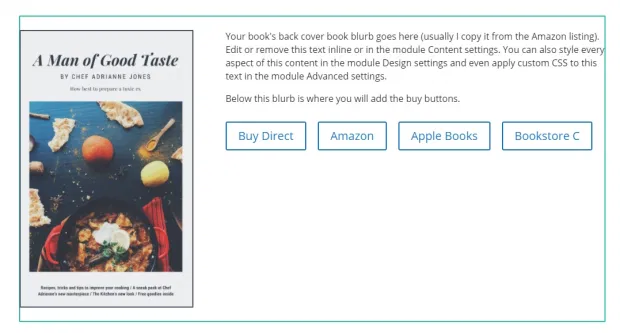 A Man of Good Taste
BY CHEF ADRIANNE JONES
How best to prepare a taste rs
Recipes, tricks and tips to improve your cooking / A sneak peak at Chef
Adrianne's new masterpiece / The Kitchen's new look / Free goodies inside
Your book's back cover book blurb goes here (usually I copy it from the Amazon listing).
Edit or remove this text inline or in the module Content settings. You can also style every
aspect of this content in the module Design settings and even apply custom CSS to this
text in the module Advanced settings.
Below this blurb is where you will add the buy buttons.
Buy Direct
Amazon
Apple Books
Bookstore C